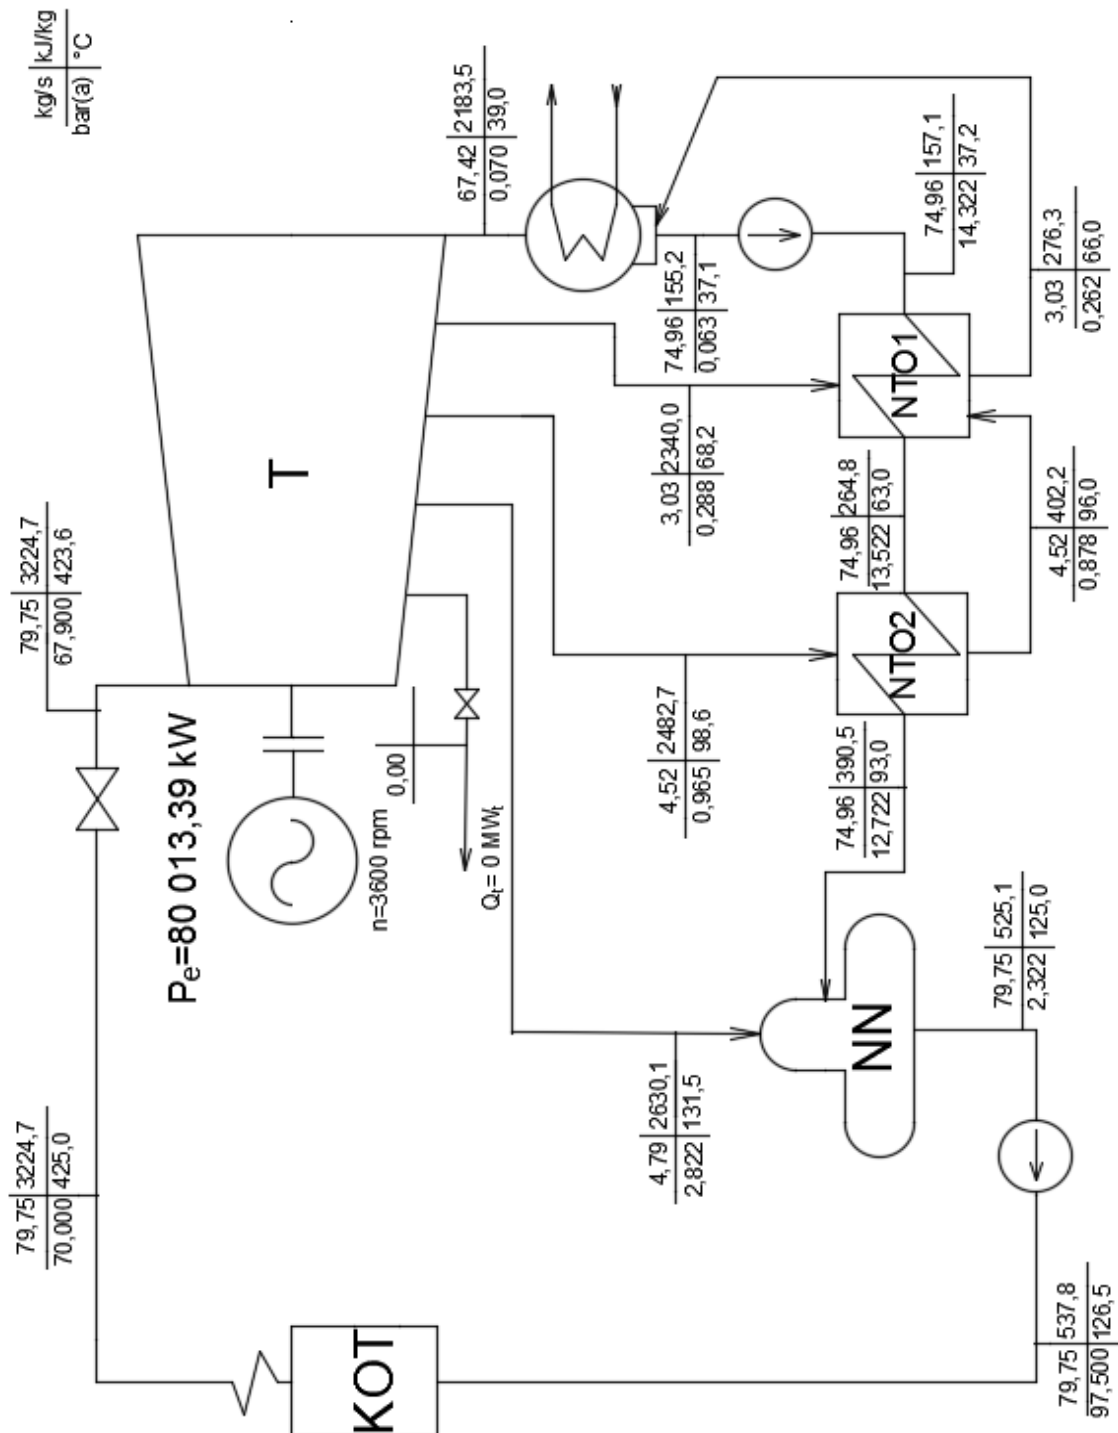 kg/s kJ/kg
bar(a) °C
79,75 3224,7
67,900 423,6
67,42 2183,5
0,070 39,0
T
74,96 155,2
0,063 37,1
74,96 157,1
14,322 37,2
3,03 276,3
0,262 66,0
3,03 2340,0
0,288 68,2
NTO1
74,96 264,8
13,522 63,0
4,52 402,2
0,878 96,0
NTO2
4,52 2482,7
0,965 98,6
74,96 390,5
12,722 93,0
Pe=80 013,39 kW
n=3600 rpm
0,00
Qt= 0 MWt
4,79 2630,1
2,822 131,5
NN
79,75 525,1
2,322 125,0
79,75 3224,7
70,000 425,0
KOT
79,75 537,8
97,500 126,5